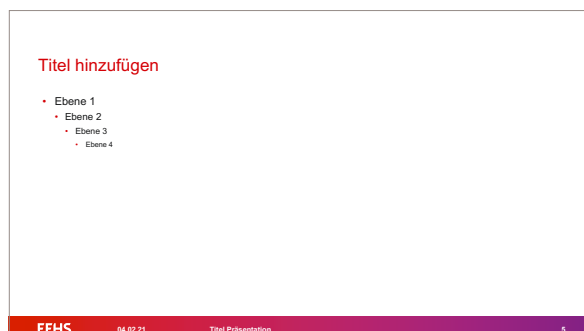 Titel hinzufügen
• Ebene 1
• Ebene 2
• Ebene 3
• Ebene 4
FFHS 04.02.21 Titel Präsentation 5